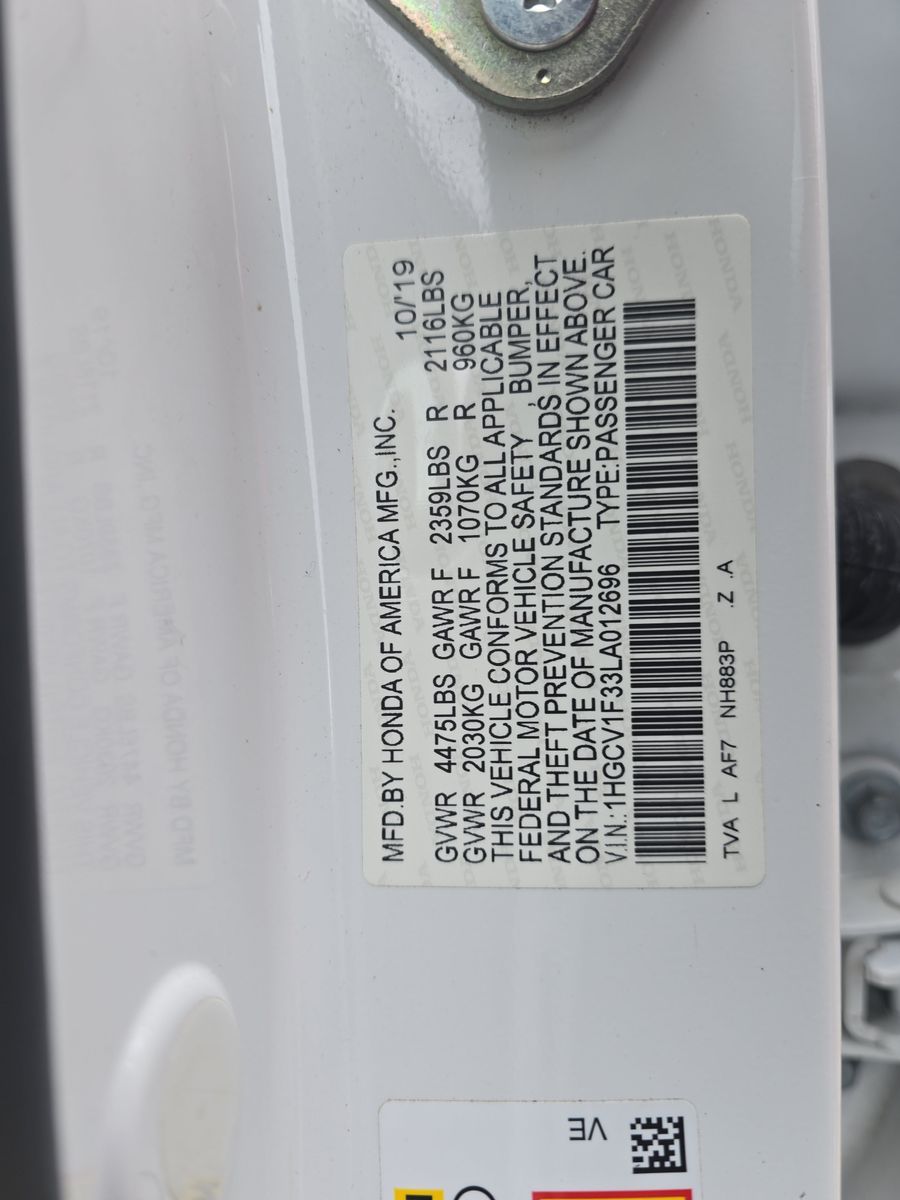 MFD.BY HONDA OF AMERICA MFG.,INC. 10/'19
GVWR 4475LBS GAWR F 2359LBS R 2116LBS
GVWR 2030KG GAWR F 1070KG R 960KG
THIS VEHICLE CONFORMS TO ALL APPLICABLE
FEDERAL MOTOR VEHICLE SAFETY, BUMPER,
AND THEFT PREVENTION STANDARDS IN EFFECT
ON THE DATE OF MANUFACTURE SHOWN ABOVE.
V.I.N.:1HGCV1F33LA012696 TYPE:PASSENGER CAR
TVA L AF7 NH883P .Z .A
VE